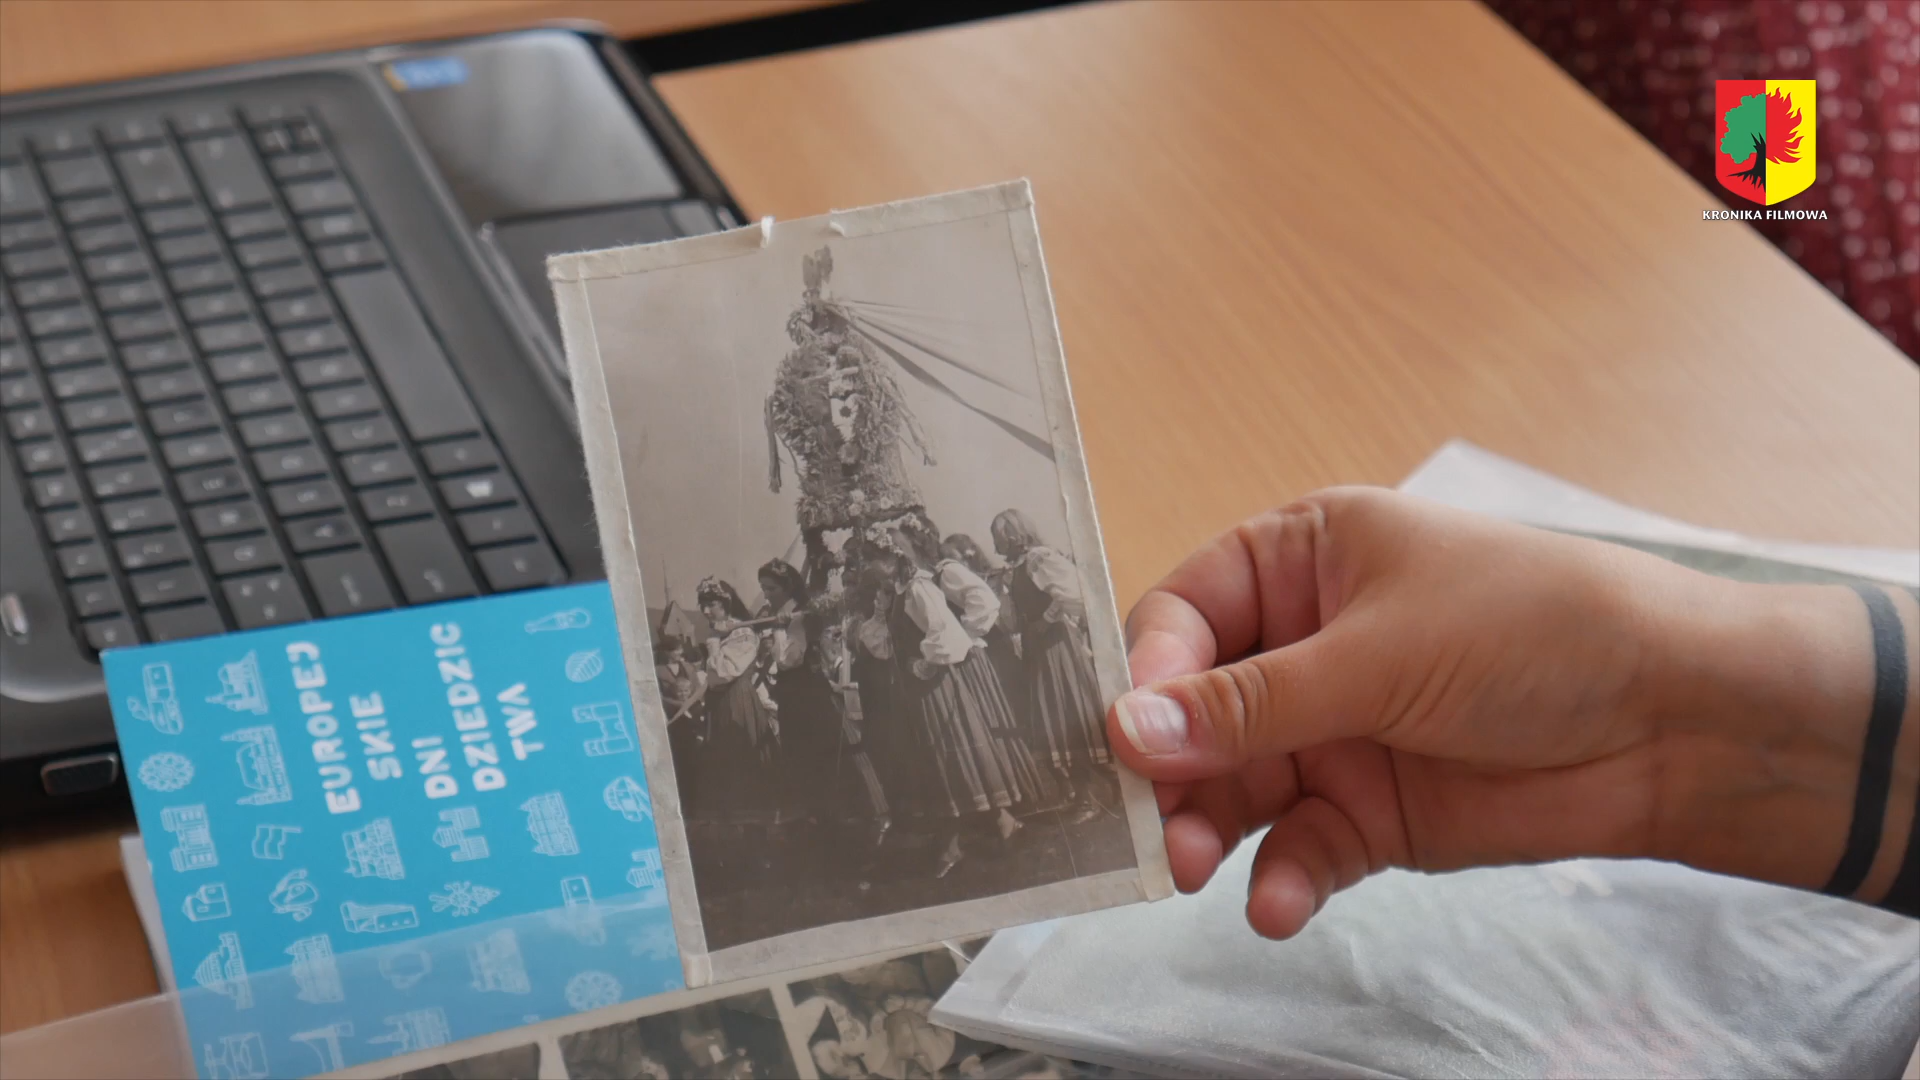 KRONIKA FILMOWA
EUROPEJ
SKIE
DNI
DZIEDZIC
TWA